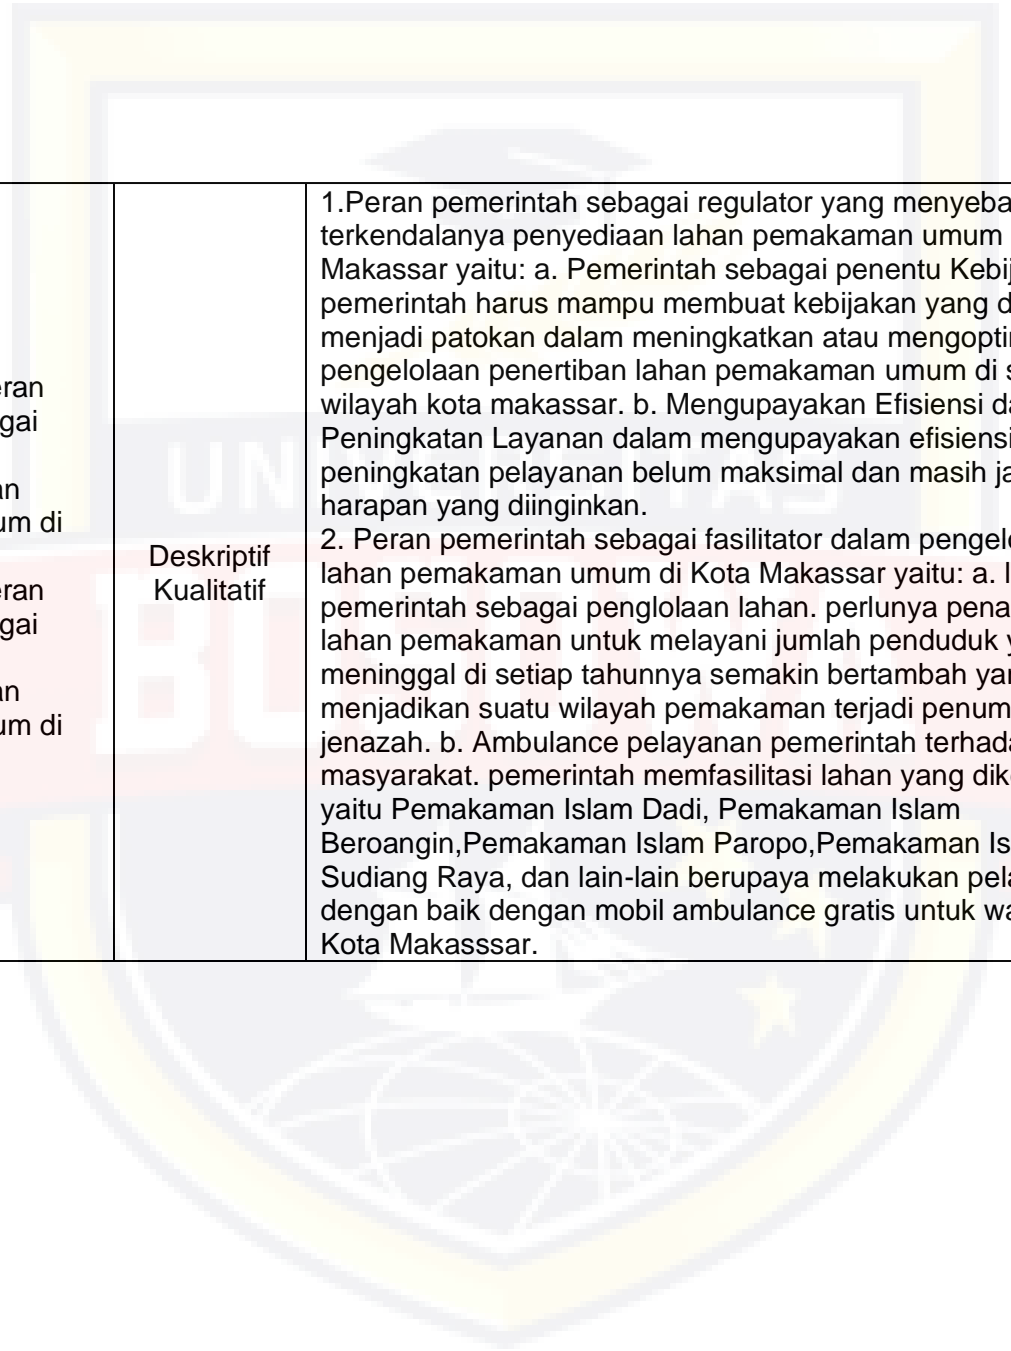 eran
gai
an
um di
eran
gai
an
um di
Deskriptif
Kualitatif
1.Peran pemerintah sebagai regulator yang menyeba
terkendalanya penyediaan lahan pemakaman umum
Makassar yaitu: a. Pemerintah sebagai penentu Kebij
pemerintah harus mampu membuat kebijakan yang d
menjadi patokan dalam meningkatkan atau mengopti
pengelolaan penertiban lahan pemakaman umum di s
wilayah kota makassar. b. Mengupayakan Efisiensi da
Peningkatan Layanan dalam mengupayakan efisiensi
peningkatan pelayanan belum maksimal dan masih ja
harapan yang diinginkan.
2. Peran pemerintah sebagai fasilitator dalam pengel
lahan pemakaman umum di Kota Makassar yaitu: a. l
pemerintah sebagai penglolaan lahan. perlunya pena
lahan pemakaman untuk melayani jumlah penduduk y
meninggal di setiap tahunnya semakin bertambah ya
menjadikan suatu wilayah pemakaman terjadi penum
jenazah. b. Ambulance pelayanan pemerintah terhada
masyarakat. pemerintah memfasilitasi lahan yang dik
yaitu Pemakaman Islam Dadi, Pemakaman Islam
Beroangin,Pemakaman Islam Paropo,Pemakaman Is
Sudiang Raya, dan lain-lain berupaya melakukan pela
dengan baik dengan mobil ambulance gratis untuk wa
Kota Makasssar.
UNIVERSITAS
BOSOWA